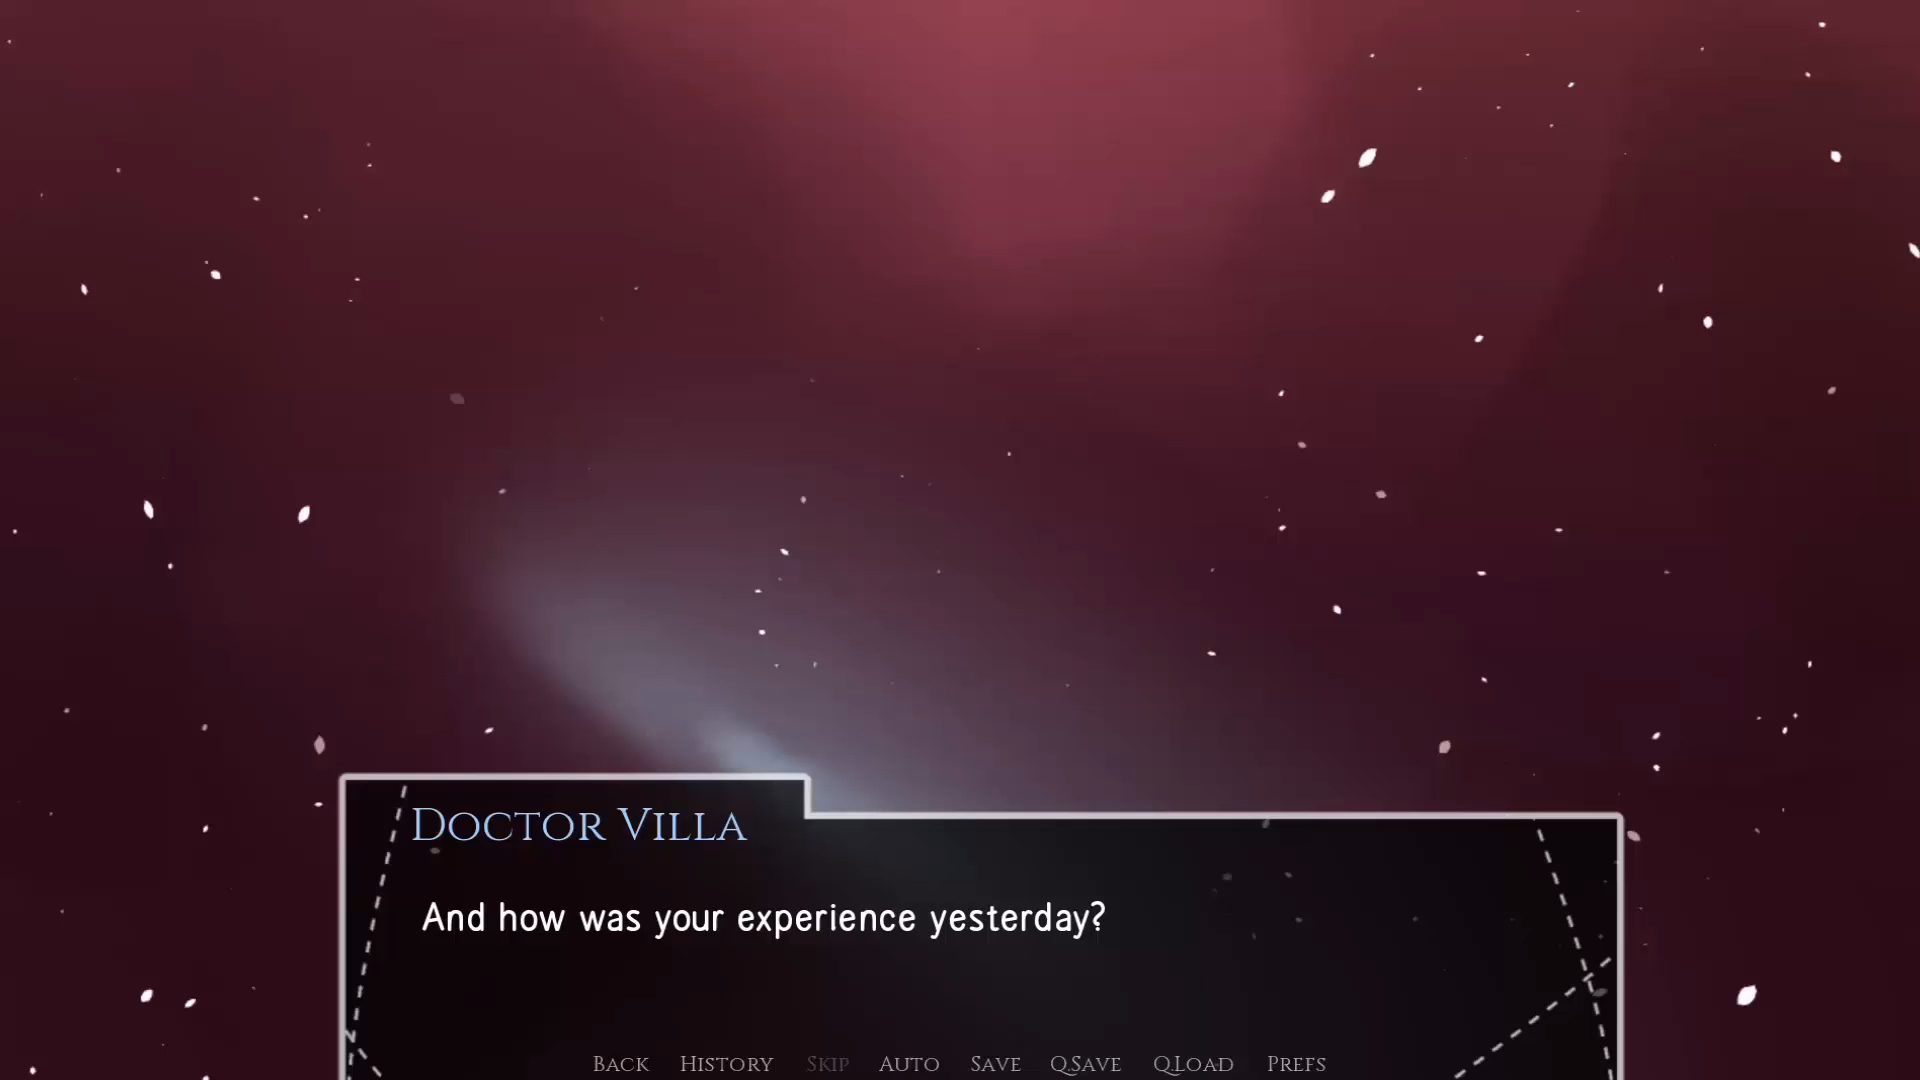 Doctor Villa
And how was your experience yesterday?
Back History Skip Auto Save Q.Save Q.Load Prefs